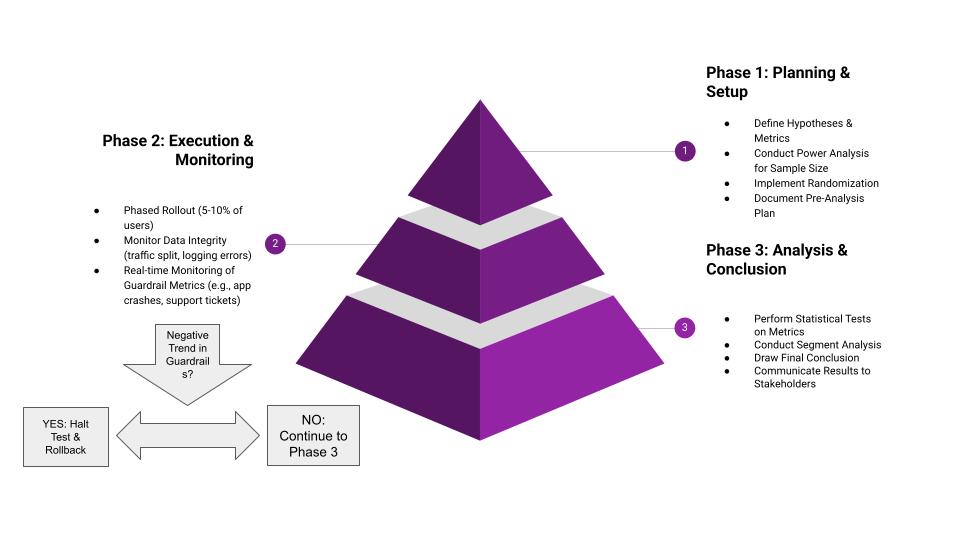 Phase 1: Planning &
Setup
● Define Hypotheses &
Metrics
● Conduct Power Analysis
for Sample Size
● Implement Randomization
● Document Pre-Analysis
Plan
1
Phase 2: Execution &
Monitoring
● Phased Rollout (5-10% of
users)
● Monitor Data Integrity
(traffic split, logging errors)
● Real-time Monitoring of
Guardrail Metrics (e.g., app
crashes, support tickets)
2
Negative
Trend in
Guardrail
s?
YES: Halt
Test &
Rollback
NO:
Continue to
Phase 3
Phase 3: Analysis &
Conclusion
● Perform Statistical Tests
on Metrics
● Conduct Segment Analysis
● Draw Final Conclusion
● Communicate Results to
Stakeholders
3